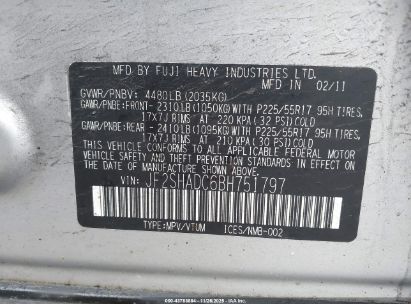 MFD BY FUJI HEAVY INDUSTRIES LTD.
MFD IN 02/11
GVWR/PNBV: 4480LB(2035KG)
GAWR/PNBE:FRONT- 2310LB(1050KG)WITH P225/55R17 95H TIRES,
17X7J RIMS AT 220 KPA(32 PSI)COLD
GAWR/PNBE:REAR - 2410LB(1095KG)WITH P225/55R17 95H TIRES,
17X7J RIMS AT 210 KPA(30 PSI)COLD
THIS VEHICLE CONFORMS TO ALL APPLICABLE FEDERAL MOTOR
VEHICLE SAFETY, BUMPER, AND THEFT PREVENTION
STANDARDS IN EFFECT ON THE DATE OF MANUFACTURE
SHOWN ABOVE.
VIN: JF2SHADC6BH751797
TYPE:MPV/VTUM ICES/NMB-002